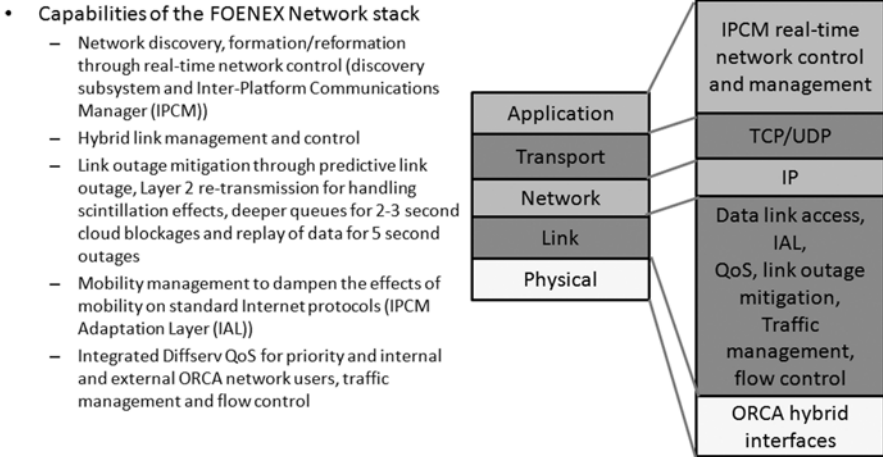 • Capabilities of the FOENEX Network stack
– Network discovery, formation/reformation
through real-time network control (discovery
subsystem and Inter-Platform Communications
Manager (IPCM))
– Hybrid link management and control
– Link outage mitigation through predictive link
outage, Layer 2 re-transmission for handling
scintillation effects, deeper queues for 2-3 second
cloud blockages and replay of data for 5 second
outages
– Mobility management to dampen the effects of
mobility on standard Internet protocols (IPCM
Adaptation Layer (IAL))
– Integrated Diffserv QoS for priority and internal
and external ORCA network users, traffic
management and flow control
Application
Transport
Network
Link
Physical
IPCM real-time
network control
and management
TCP/UDP
IP
Data link access,
IAL,
QoS, link outage
mitigation,
Traffic
management,
flow control
ORCA hybrid
interfaces